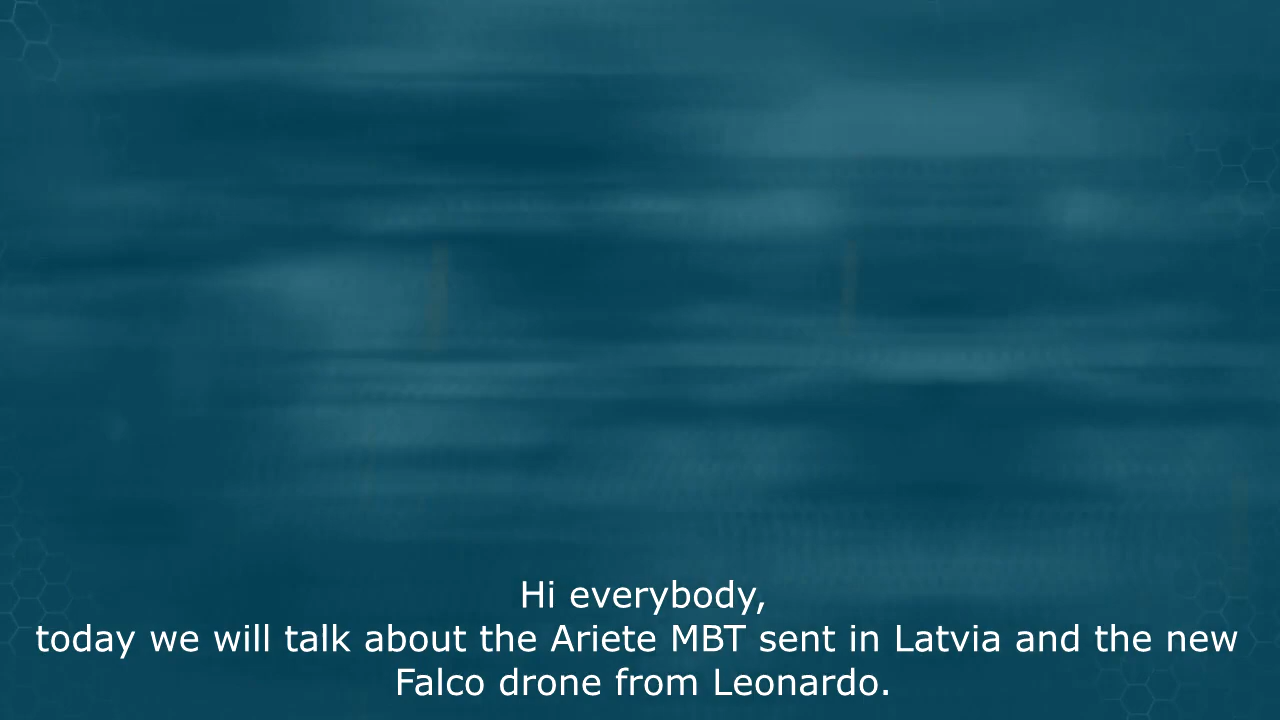 Hi everybody,
today we will talk about the Ariete MBT sent in Latvia and the new
Falco drone from Leonardo.